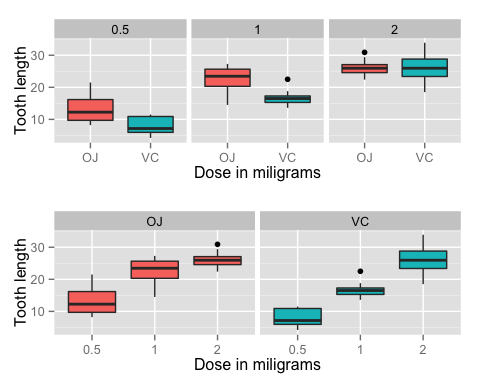 0.5 1 2
30
20
10
Tooth length
OJ VC OJ VC OJ VC
Dose in miligrams
OJ VC
30
20
10
Tooth length
0.5 1 2 0.5 1 2
Dose in miligrams